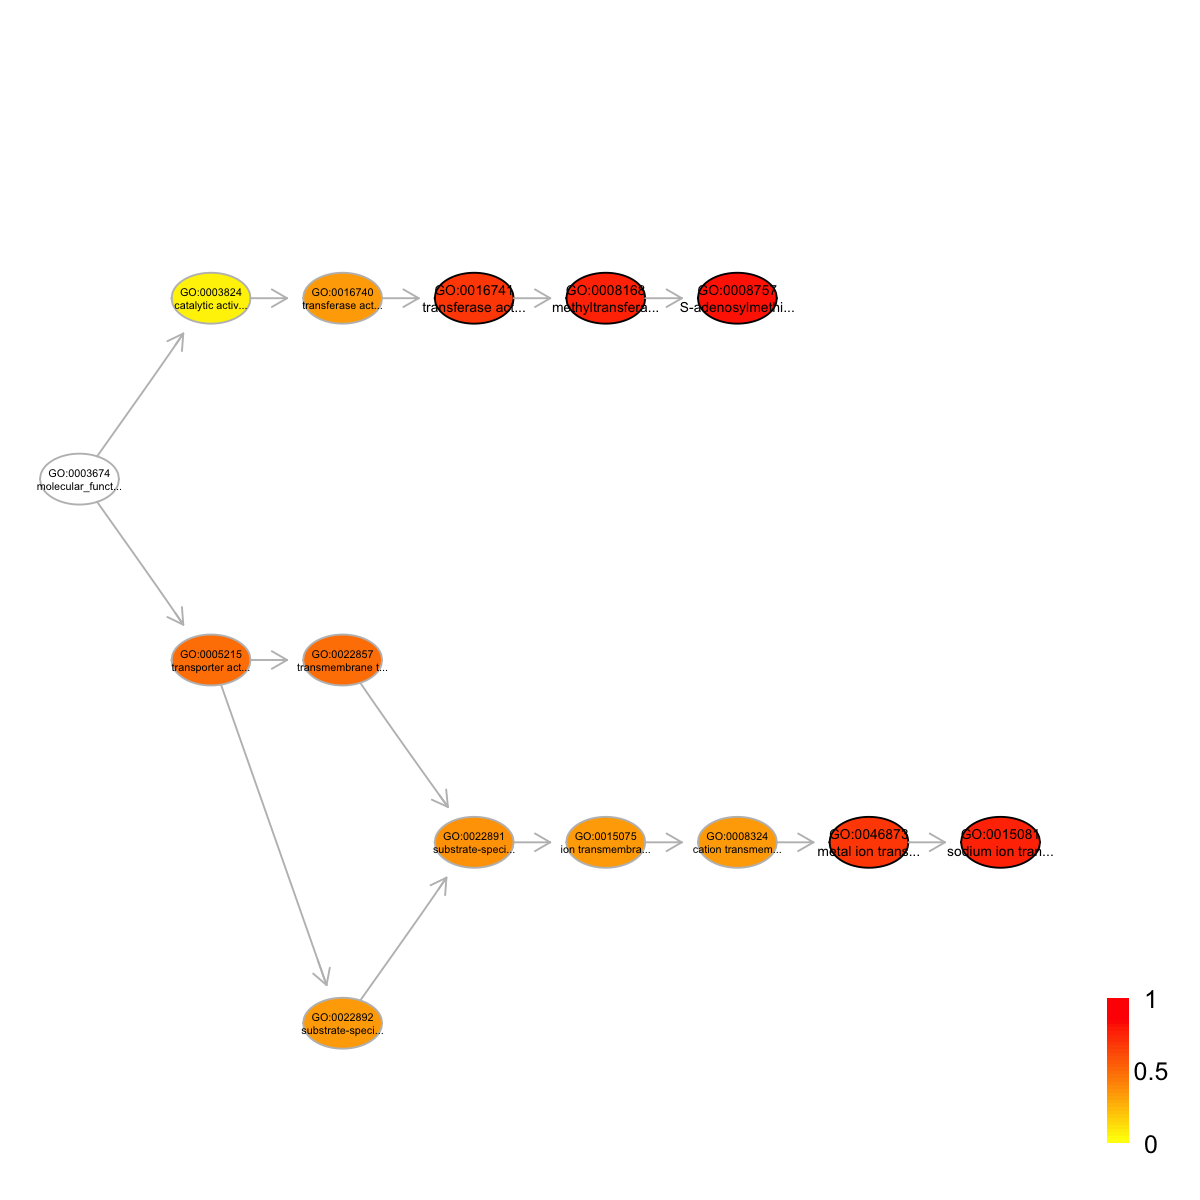 GO:0003824
catalytic activ...
GO:0016740
transferase act...
GO:0016741
transferase act...
GO:0008168
methyltransfera...
GO:0008757
S-adenosylmethi...
GO:0003674
molecular_funct...
GO:0005215
transporter act...
GO:0022857
transmembrane t...
GO:0022891
substrate-speci...
GO:0015075
ion transmembra...
GO:0008324
cation transmem...
GO:0046873
metal ion trans...
GO:0015081
sodium ion tran...
GO:0022892
substrate-speci...
1
0.5
0